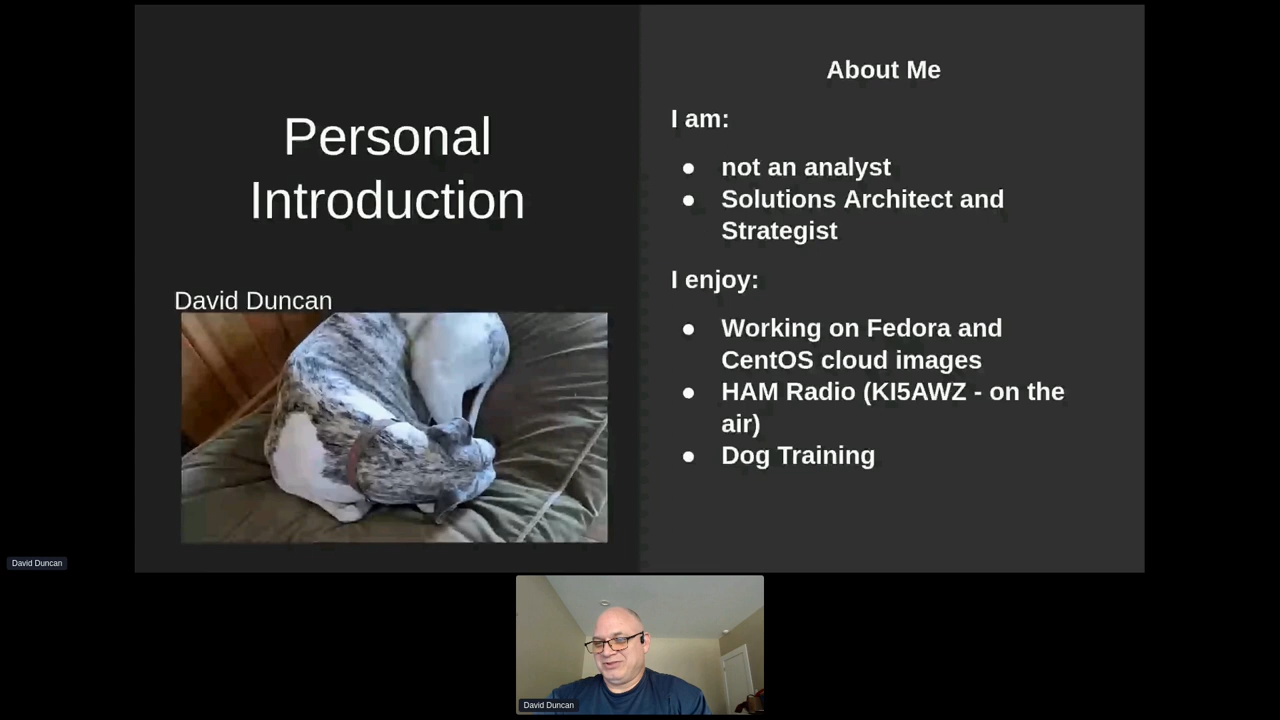 Personal
Introduction
David Duncan
About Me
I am:
● not an analyst
● Solutions Architect and
Strategist
I enjoy:
● Working on Fedora and
CentOS cloud images
● HAM Radio (KI5AWZ - on the
air)
● Dog Training
David Duncan
David Duncan